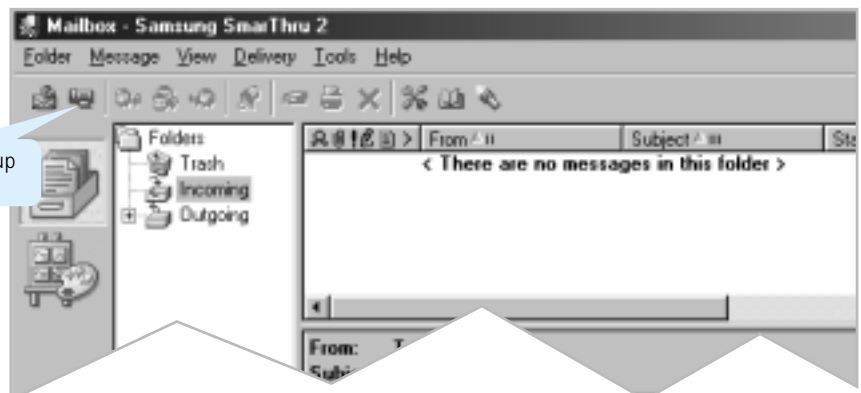 Mailbox - Samsung SmarThru 2
Folder Message View Delivery Tools Help
up
Folders
Trash
Incoming
Outgoing
From Subject
< There are no messages in this folder >
From: